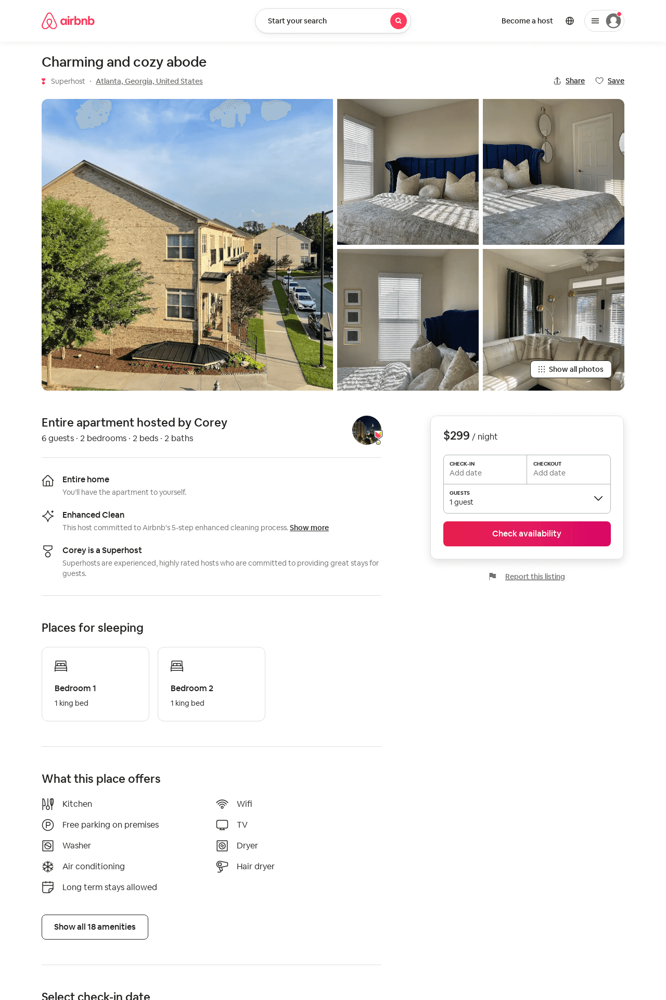 airbnb
Start your search
Become a host
Charming and cozy abode
Superhost · Atlanta, Georgia, United States
Share
Save
Show all photos
Entire apartment hosted by Corey
6 guests · 2 bedrooms · 2 beds · 2 baths
Entire home
You’ll have the apartment to yourself.
Enhanced Clean
This host committed to Airbnb's 5-step enhanced cleaning process. Show more
Corey is a Superhost
Superhosts are experienced, highly rated hosts who are committed to providing great stays for
guests.
$299 / night
CHECK-IN
Add date
CHECKOUT
Add date
GUESTS
1 guest
Check availability
Report this listing
Places for sleeping
Bedroom 1
1 king bed
Bedroom 2
1 king bed
What this place offers
Kitchen
Wifi
Free parking on premises
TV
Washer
Dryer
Air conditioning
Hair dryer
Long term stays allowed
Show all 18 amenities
Select check-in date